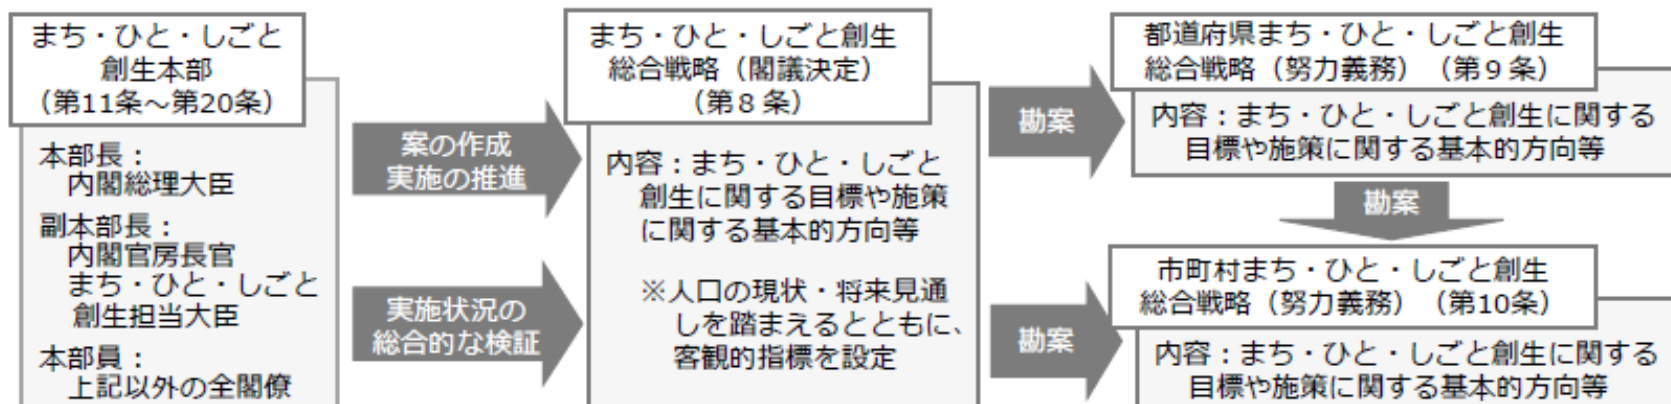 まち・ひと・しごと
創生本部
（第11条～第20条）
本部長：
内閣総理大臣
副本部長：
内閣官房長官
まち・ひと・しごと
創生担当大臣
本部員：
上記以外の全閣僚
案の作成
実施の推進
実施状況の
総合的な検証
まち・ひと・しごと創生
総合戦略（閣議決定）
（第８条）
内容：まち・ひと・しごと
創生に関する目標や施策
に関する基本的方向等
※人口の現状・将来見通
しを踏まえるとともに、
客観的指標を設定
勘案
勘案
都道府県まち・ひと・しごと創生
総合戦略（努力義務）（第９条）
内容：まち・ひと・しごと創生に関する
目標や施策に関する基本的方向等
勘案
市町村まち・ひと・しごと創生
総合戦略（努力義務）（第10条）
内容：まち・ひと・しごと創生に関する
目標や施策に関する基本的方向等